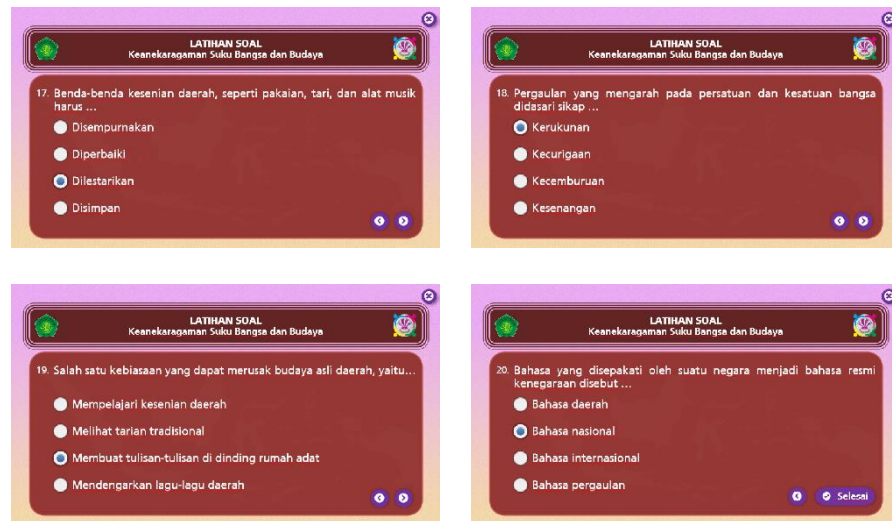 LATIHAN SOAL
Keanekaragaman Suku Bangsa dan Budaya
17. Benda-benda kesenian daerah, seperti pakaian, tari, dan alat musik
harus ...
Disempurnakan
Diperbaiki
Dilestarikan
Disimpan
LATIHAN SOAL
Keanekaragaman Suku Bangsa dan Budaya
18. Pergaulan yang mengarah pada persatuan dan kesatuan bangsa
didasari sikap ...
Kerukunan
Kecurigaan
Kecemburuan
Kesenangan
LATIHAN SOAL
Keanekaragaman Suku Bangsa dan Budaya
19. Salah satu kebiasaan yang dapat merusak budaya asli daerah, yaitu...
Mempelajari kesenian daerah
Melihat tarian tradisional
Membuat tulisan-tulisan di dinding rumah adat
Mendengarkan lagu-lagu daerah
LATIHAN SOAL
Keanekaragaman Suku Bangsa dan Budaya
20. Bahasa yang disepakati oleh suatu negara menjadi bahasa resmi
kenegaraan disebut ...
Bahasa daerah
Bahasa nasional
Bahasa internasional
Bahasa pergaulan
Selesai